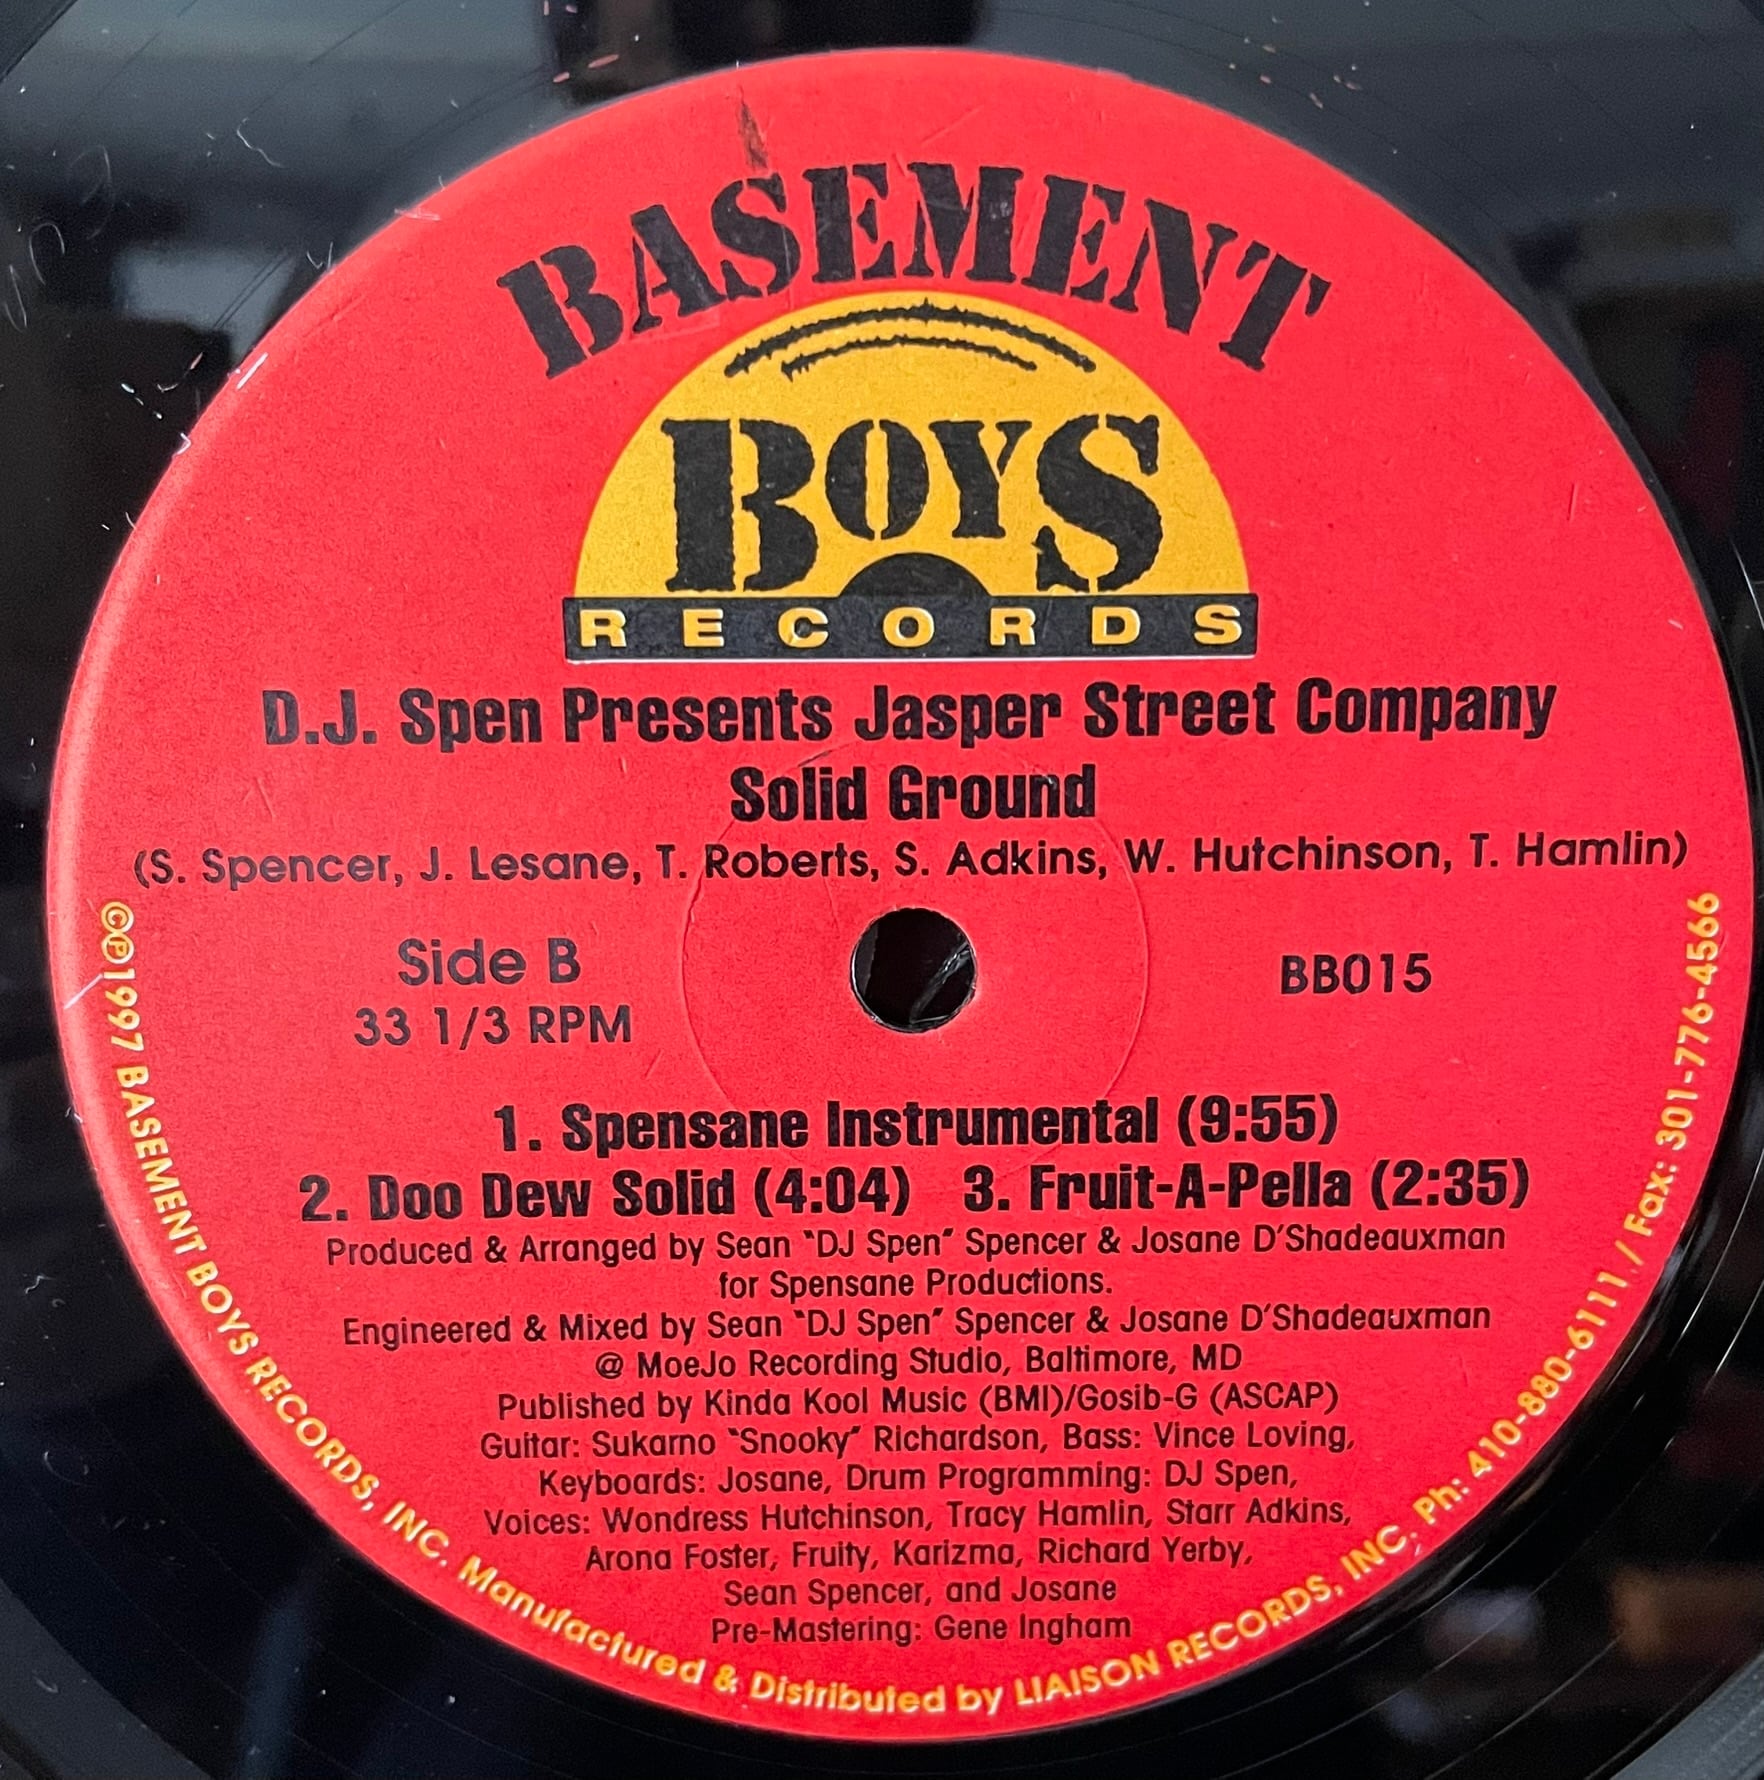 BASEMENT
BOYS
RECORDS
D.J. Spen Presents Jasper Street Company
Solid Ground
(S. Spencer, J. Lesane, T. Roberts, S. Adkins, W. Hutchinson, T. Hamlin)
Side B
33 1/3 RPM
BB015
1. Spensane Instrumental (9:55)
2. Doo Dew Solid (4:04) 3. Fruit-A-Pella (2:35)
Produced & Arranged by Sean "DJ Spen" Spencer & Josane D'Shadeauxman
for Spensane Productions.
Engineered & Mixed by Sean "DJ Spen" Spencer & Josane D'Shadeauxman
@ MoeJo Recording Studio, Baltimore, MD
Published by Kinda Kool Music (BMI)/Gosib-G (ASCAP)
Guitar: Sukarno "Snooky" Richardson, Bass: Vince Loving,
Keyboards: Josane, Drum Programming: DJ Spen,
Voices: Wondress Hutchinson, Tracy Hamlin, Starr Adkins,
Arona Foster, Fruity, Karizma, Richard Yerby,
Sean Spencer, and Josane
Pre-Mastering: Gene Ingham
©℗1997 BASEMENT BOYS RECORDS, INC. Manufactured & Distributed by LIAISON RECORDS, INC. Ph: 410-880-6111 / Fax: 301-776-4566